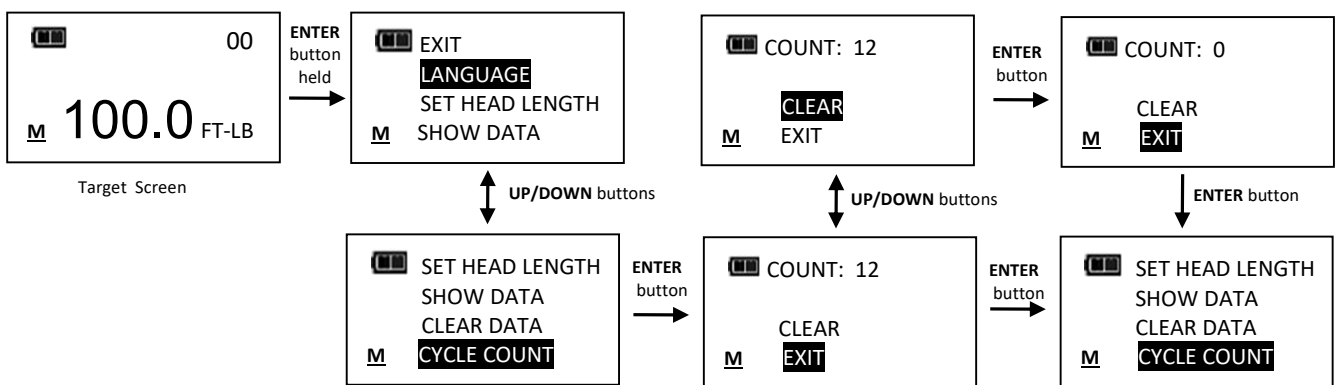 00
M 100.0 FT-LB
Target Screen
ENTER
button
held
EXIT
LANGUAGE
SET HEAD LENGTH
M SHOW DATA
UP/DOWN buttons
SET HEAD LENGTH
SHOW DATA
CLEAR DATA
M CYCLE COUNT
ENTER
button
COUNT: 12
CLEAR
M EXIT
UP/DOWN buttons
COUNT: 12
CLEAR
M EXIT
ENTER
button
COUNT: 0
CLEAR
M EXIT
ENTER button
ENTER
button
SET HEAD LENGTH
SHOW DATA
CLEAR DATA
M CYCLE COUNT